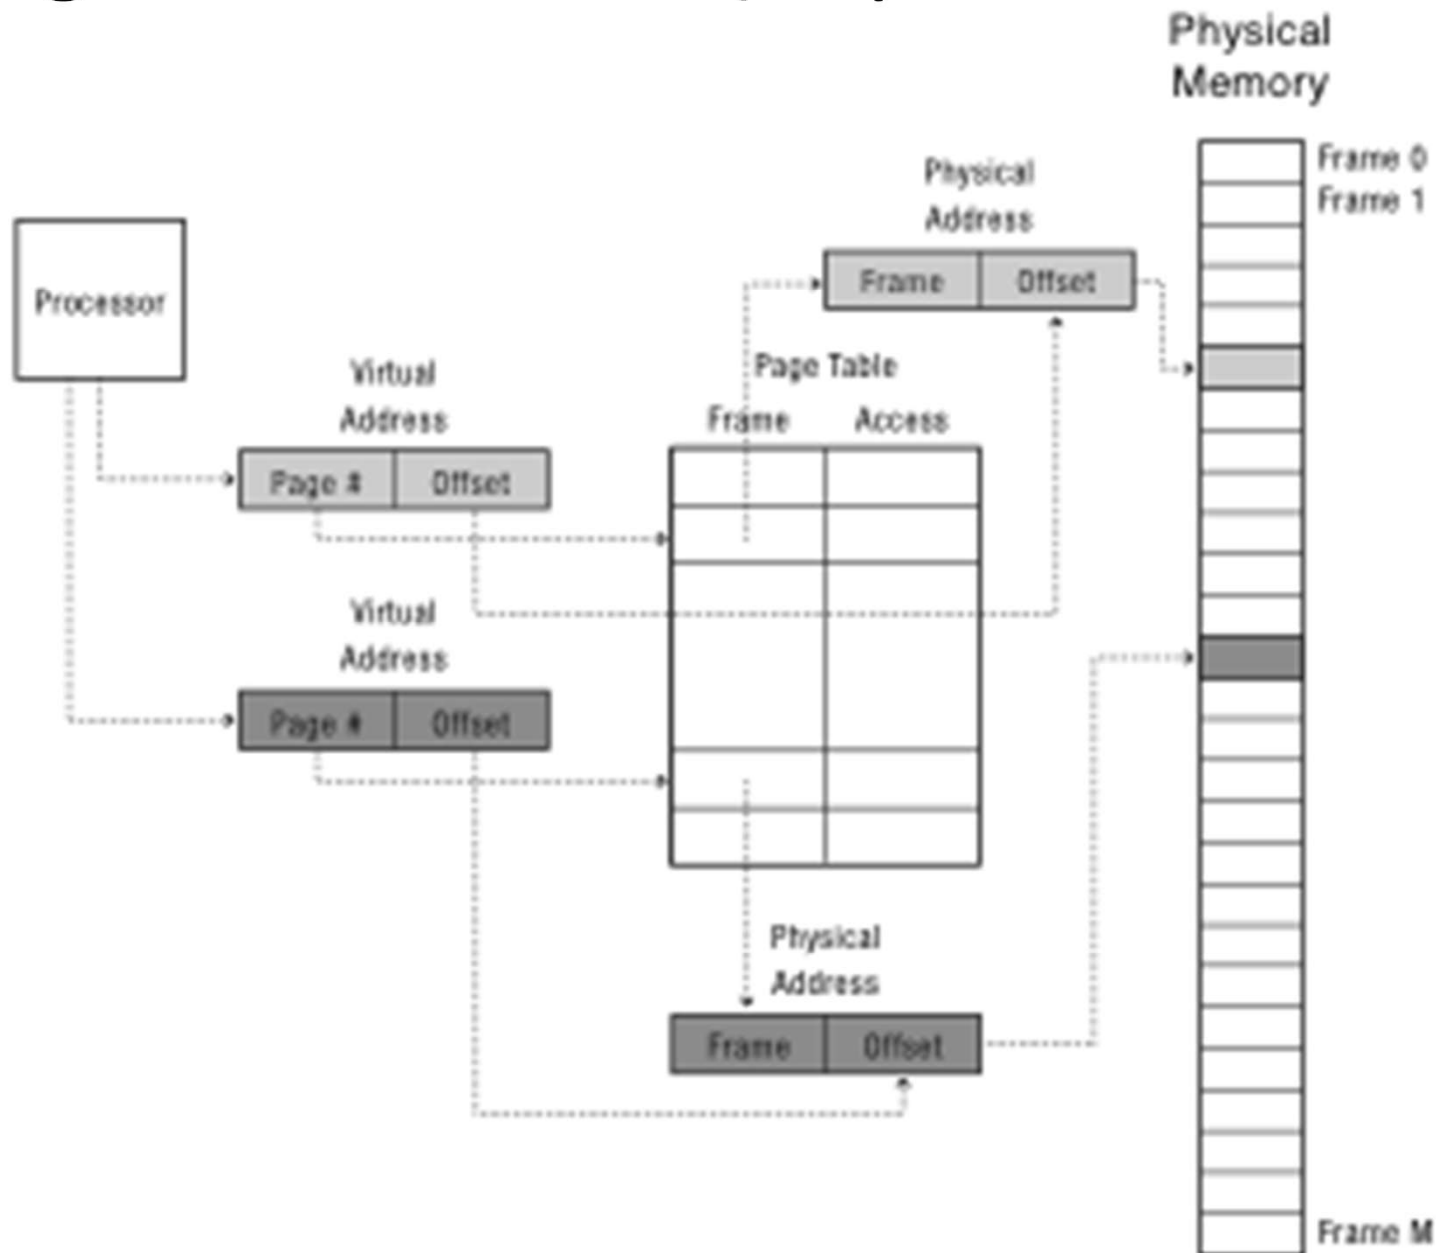 Physical
Memory
Frame 0
Frame 1
Physical
Address
Frame Offset
Processor
Page Table
Frame Access
Virtual
Address
Page # Offset
Virtual
Address
Page # Offset
Physical
Address
Frame Offset
Frame M